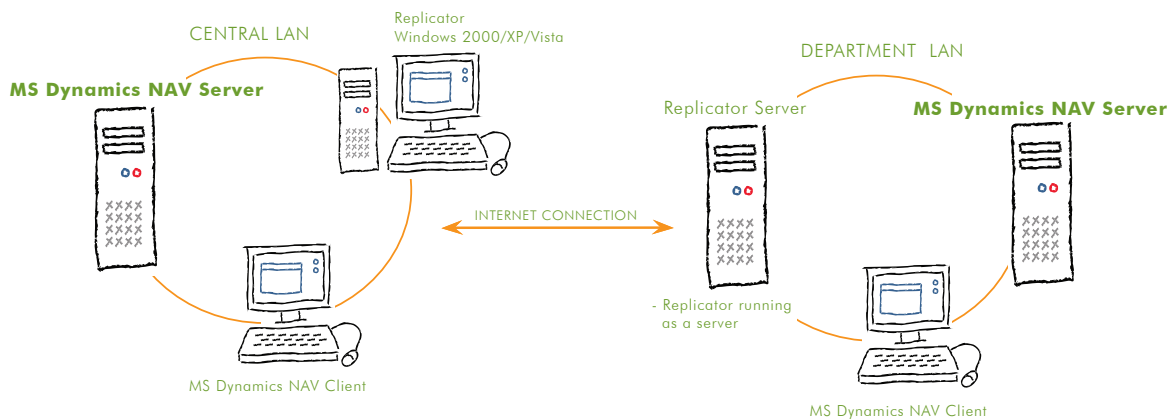 Replicator
Windows 2000/XP/Vista
CENTRAL LAN
MS Dynamics NAV Server
MS Dynamics NAV Client
INTERNET CONNECTION
DEPARTMENT LAN
Replicator Server
MS Dynamics NAV Server
- Replicator running
as a server
MS Dynamics NAV Client